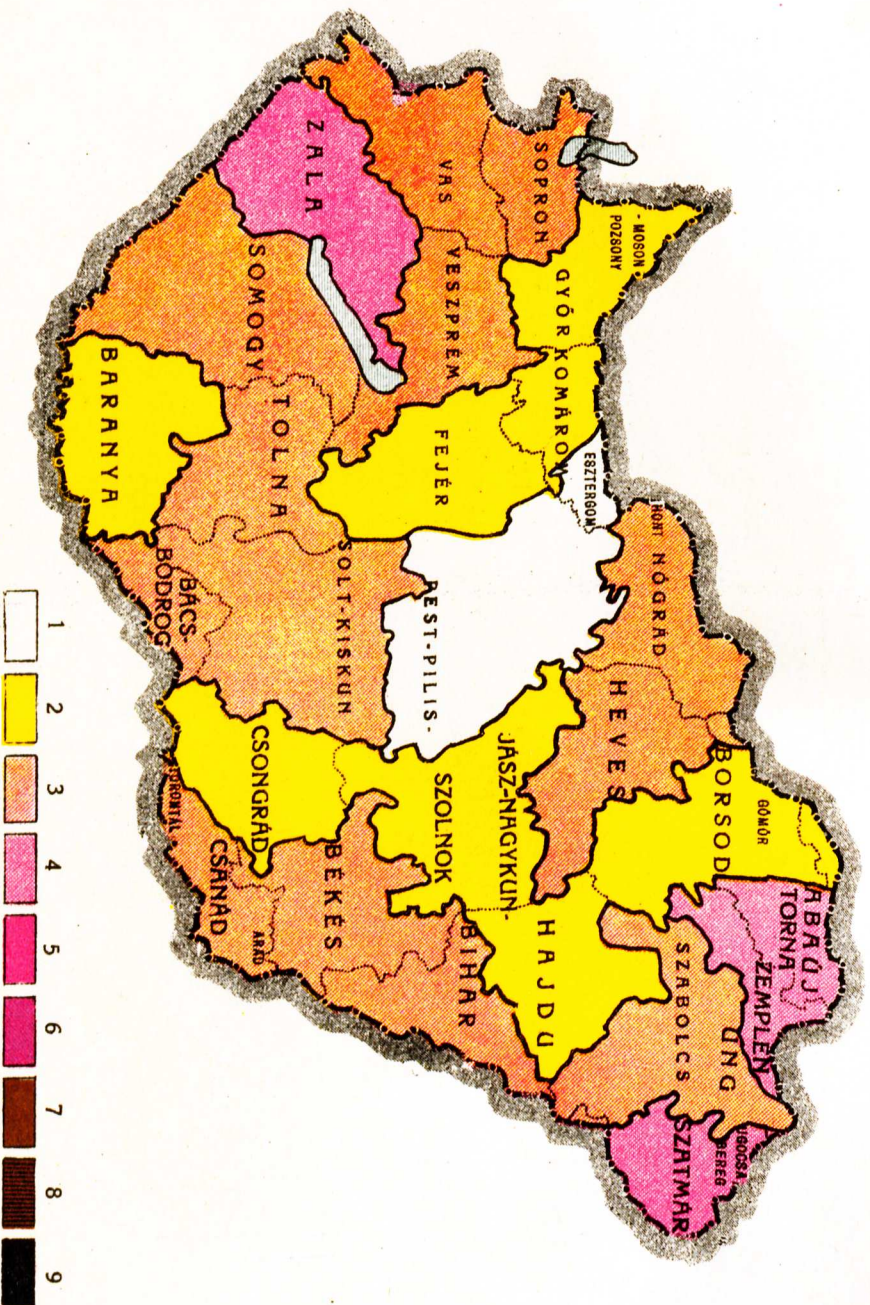 MOSON
POZSONY
SOPRON
GYŐR
KOMÁROM
ESZTERGOM
VAS
VESZPRÉM
FEJÉR
ZALA
SOMOGY
TOLNA
BARANYA
HONT
NÓGRÁD
HEVES
BORSOD
GÖMÖR
ABAÚJ
TORNA
ZEMPLÉN
UNG
SZABOLCS
UGOCSA
BEREG
SZATMÁR
PEST-PILIS-
SOLT-KISKUN
JÁSZ-NAGYKUN-
SZOLNOK
HAJDU
BIHAR
BÉKÉS
CSONGRÁD
CSANÁD
ARAD
TORONTÁL
BÁCS-
BODROG
1
2
3
4
5
6
7
8
9